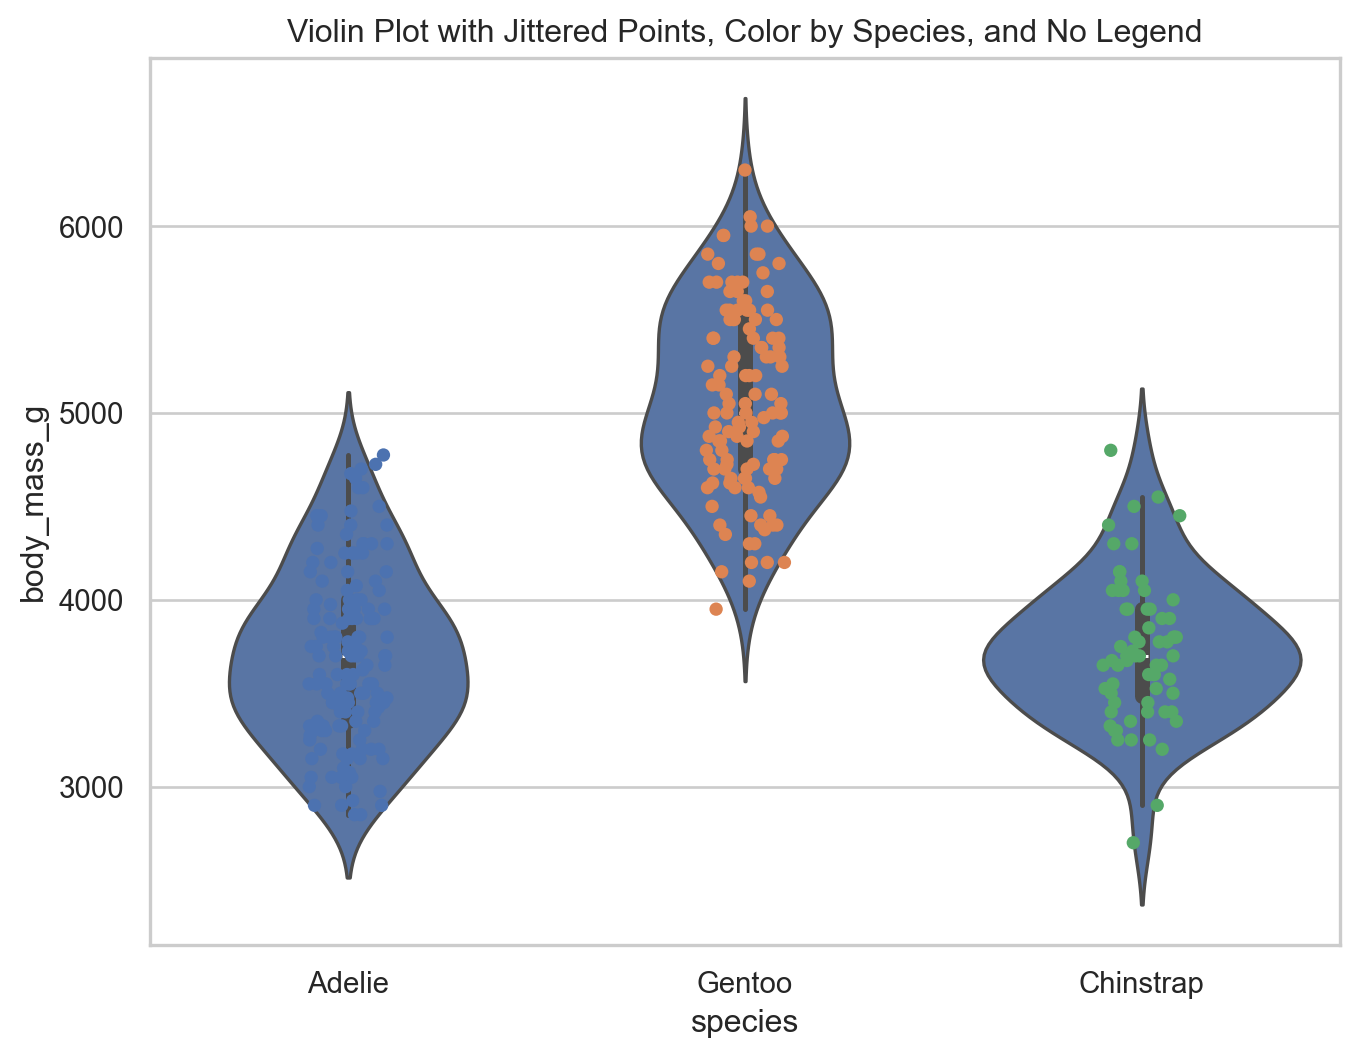 Violin Plot with Jittered Points, Color by Species, and No Legend
6000
5000
4000
3000
body_mass_g
Adelie
Gentoo
Chinstrap
species